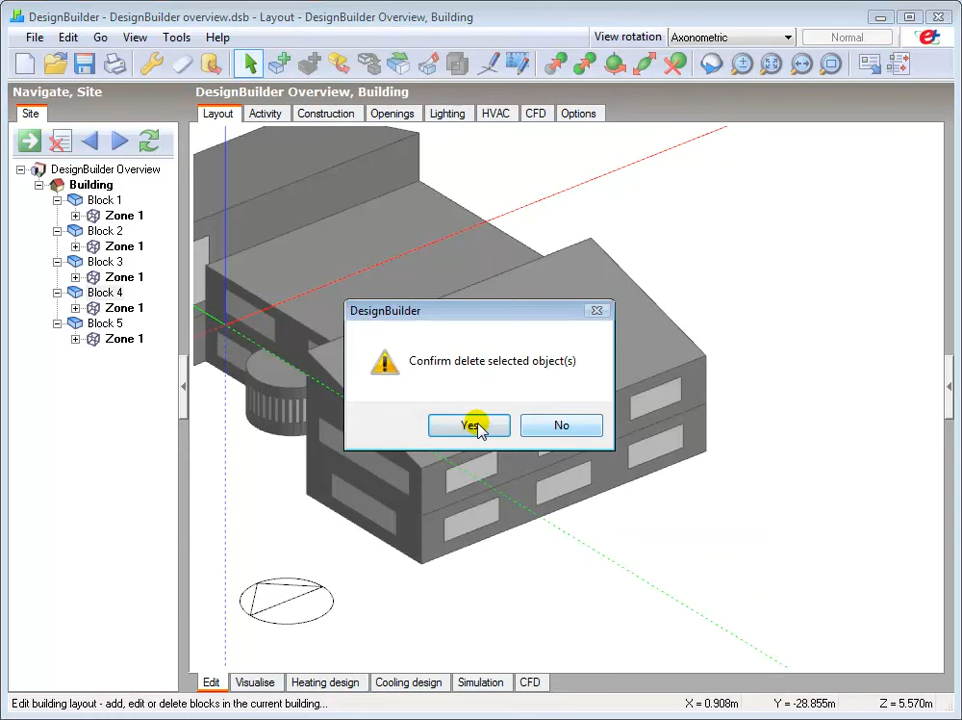 DesignBuilder - DesignBuilder overview.dsb - Layout - DesignBuilder Overview, Building
File Edit Go View Tools Help
View rotation Axonometric Normal
Navigate, Site
DesignBuilder Overview, Building
Site
Layout Activity Construction Openings Lighting HVAC CFD Options
DesignBuilder Overview
Building
Block 1
Zone 1
Block 2
Zone 1
Block 3
Zone 1
Block 4
Zone 1
Block 5
Zone 1
DesignBuilder
Confirm delete selected object(s)
Yes No
Edit Visualise Heating design Cooling design Simulation CFD
Edit building layout - add, edit or delete blocks in the current building... X = 0.908m Y = -28.855m Z = 5.570m